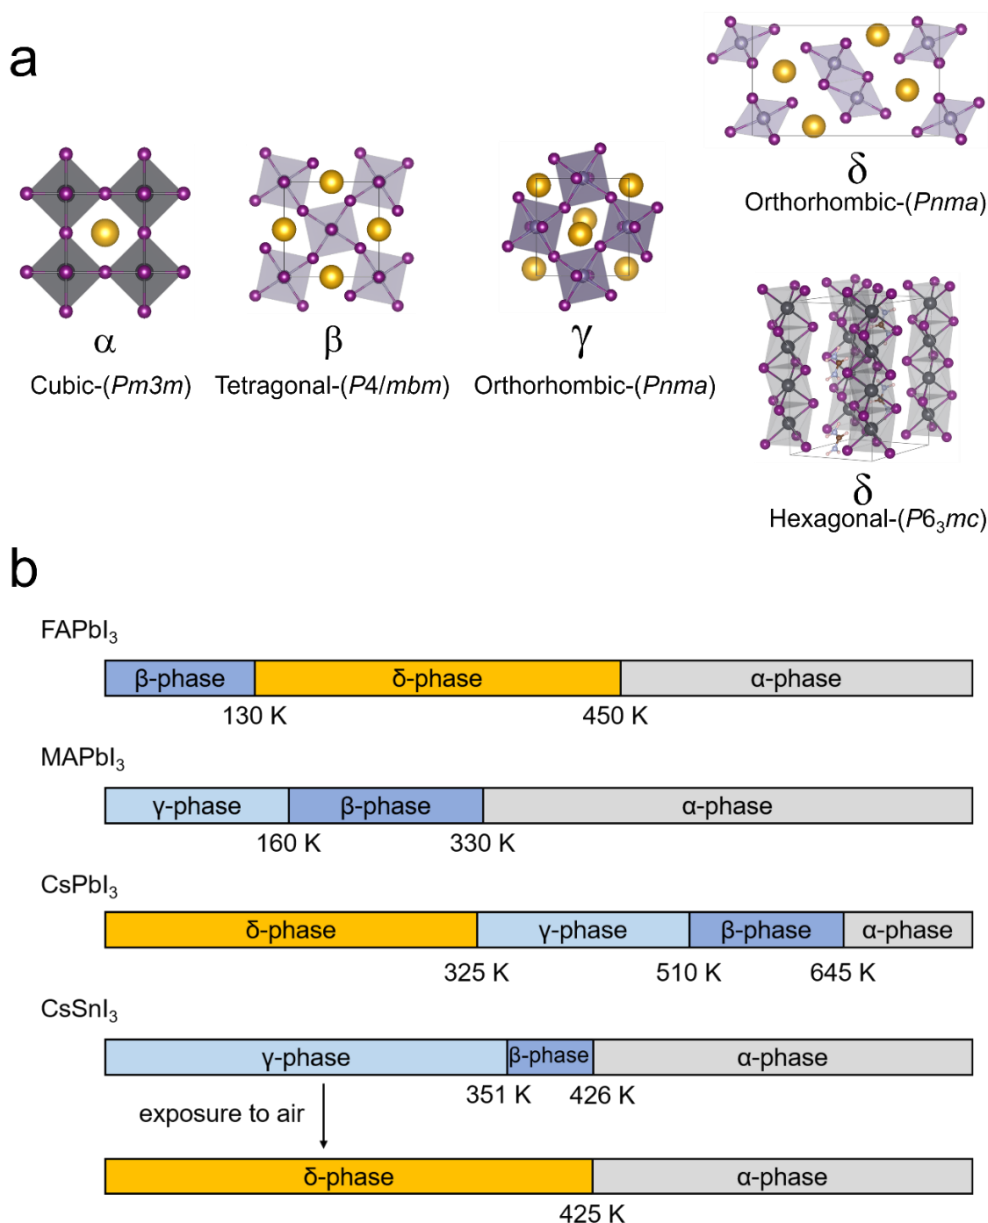 a
δ
Orthorhombic-(Pnma)
α
β
γ
Cubic-(Pm3m)
Tetragonal-(P4/mbm)
Orthorhombic-(Pnma)
δ
Hexagonal-(P6₃mc)
b
FAPbI₃
β-phase
δ-phase
α-phase
130 K
450 K
MAPbI₃
γ-phase
β-phase
α-phase
160 K
330 K
CsPbI₃
δ-phase
γ-phase
β-phase
α-phase
325 K
510 K
645 K
CsSnI₃
γ-phase
β-phase
α-phase
351 K
426 K
exposure to air
δ-phase
α-phase
425 K